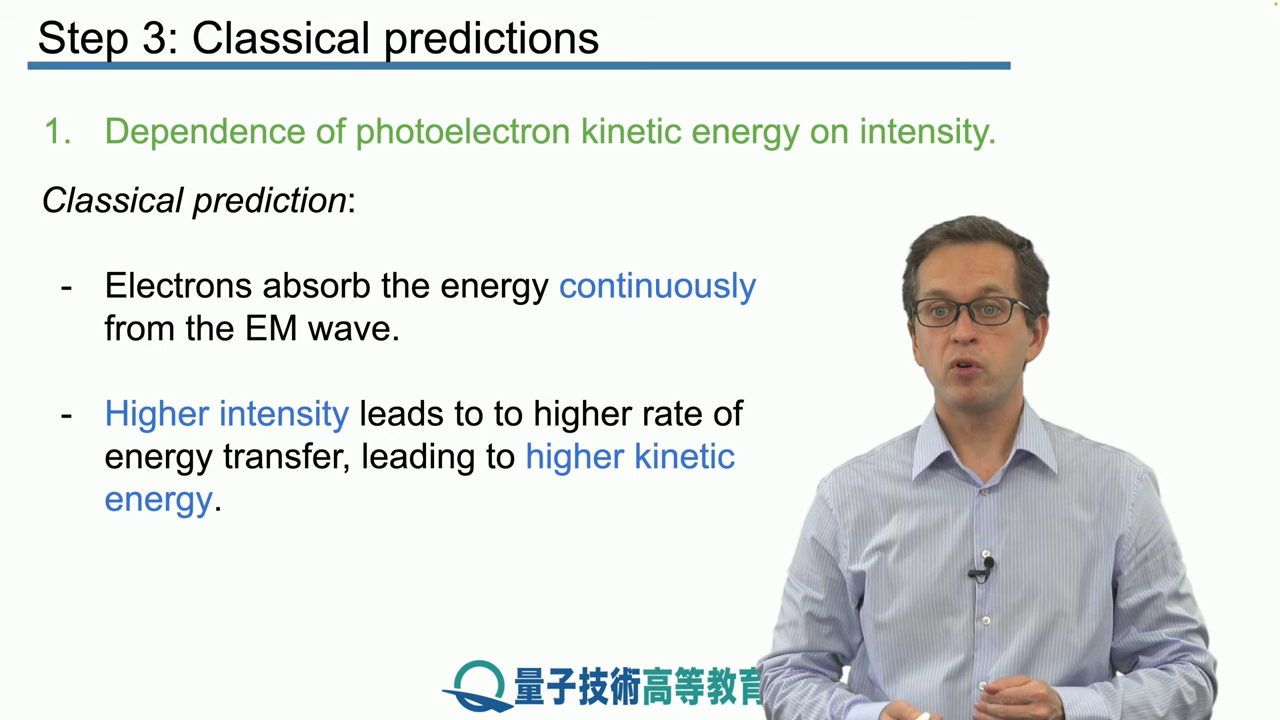 Step 3: Classical predictions
1. Dependence of photoelectron kinetic energy on intensity.
Classical prediction:
- Electrons absorb the energy continuously
from the EM wave.
- Higher intensity leads to to higher rate of
energy transfer, leading to higher kinetic
energy.
量子技術高等教育